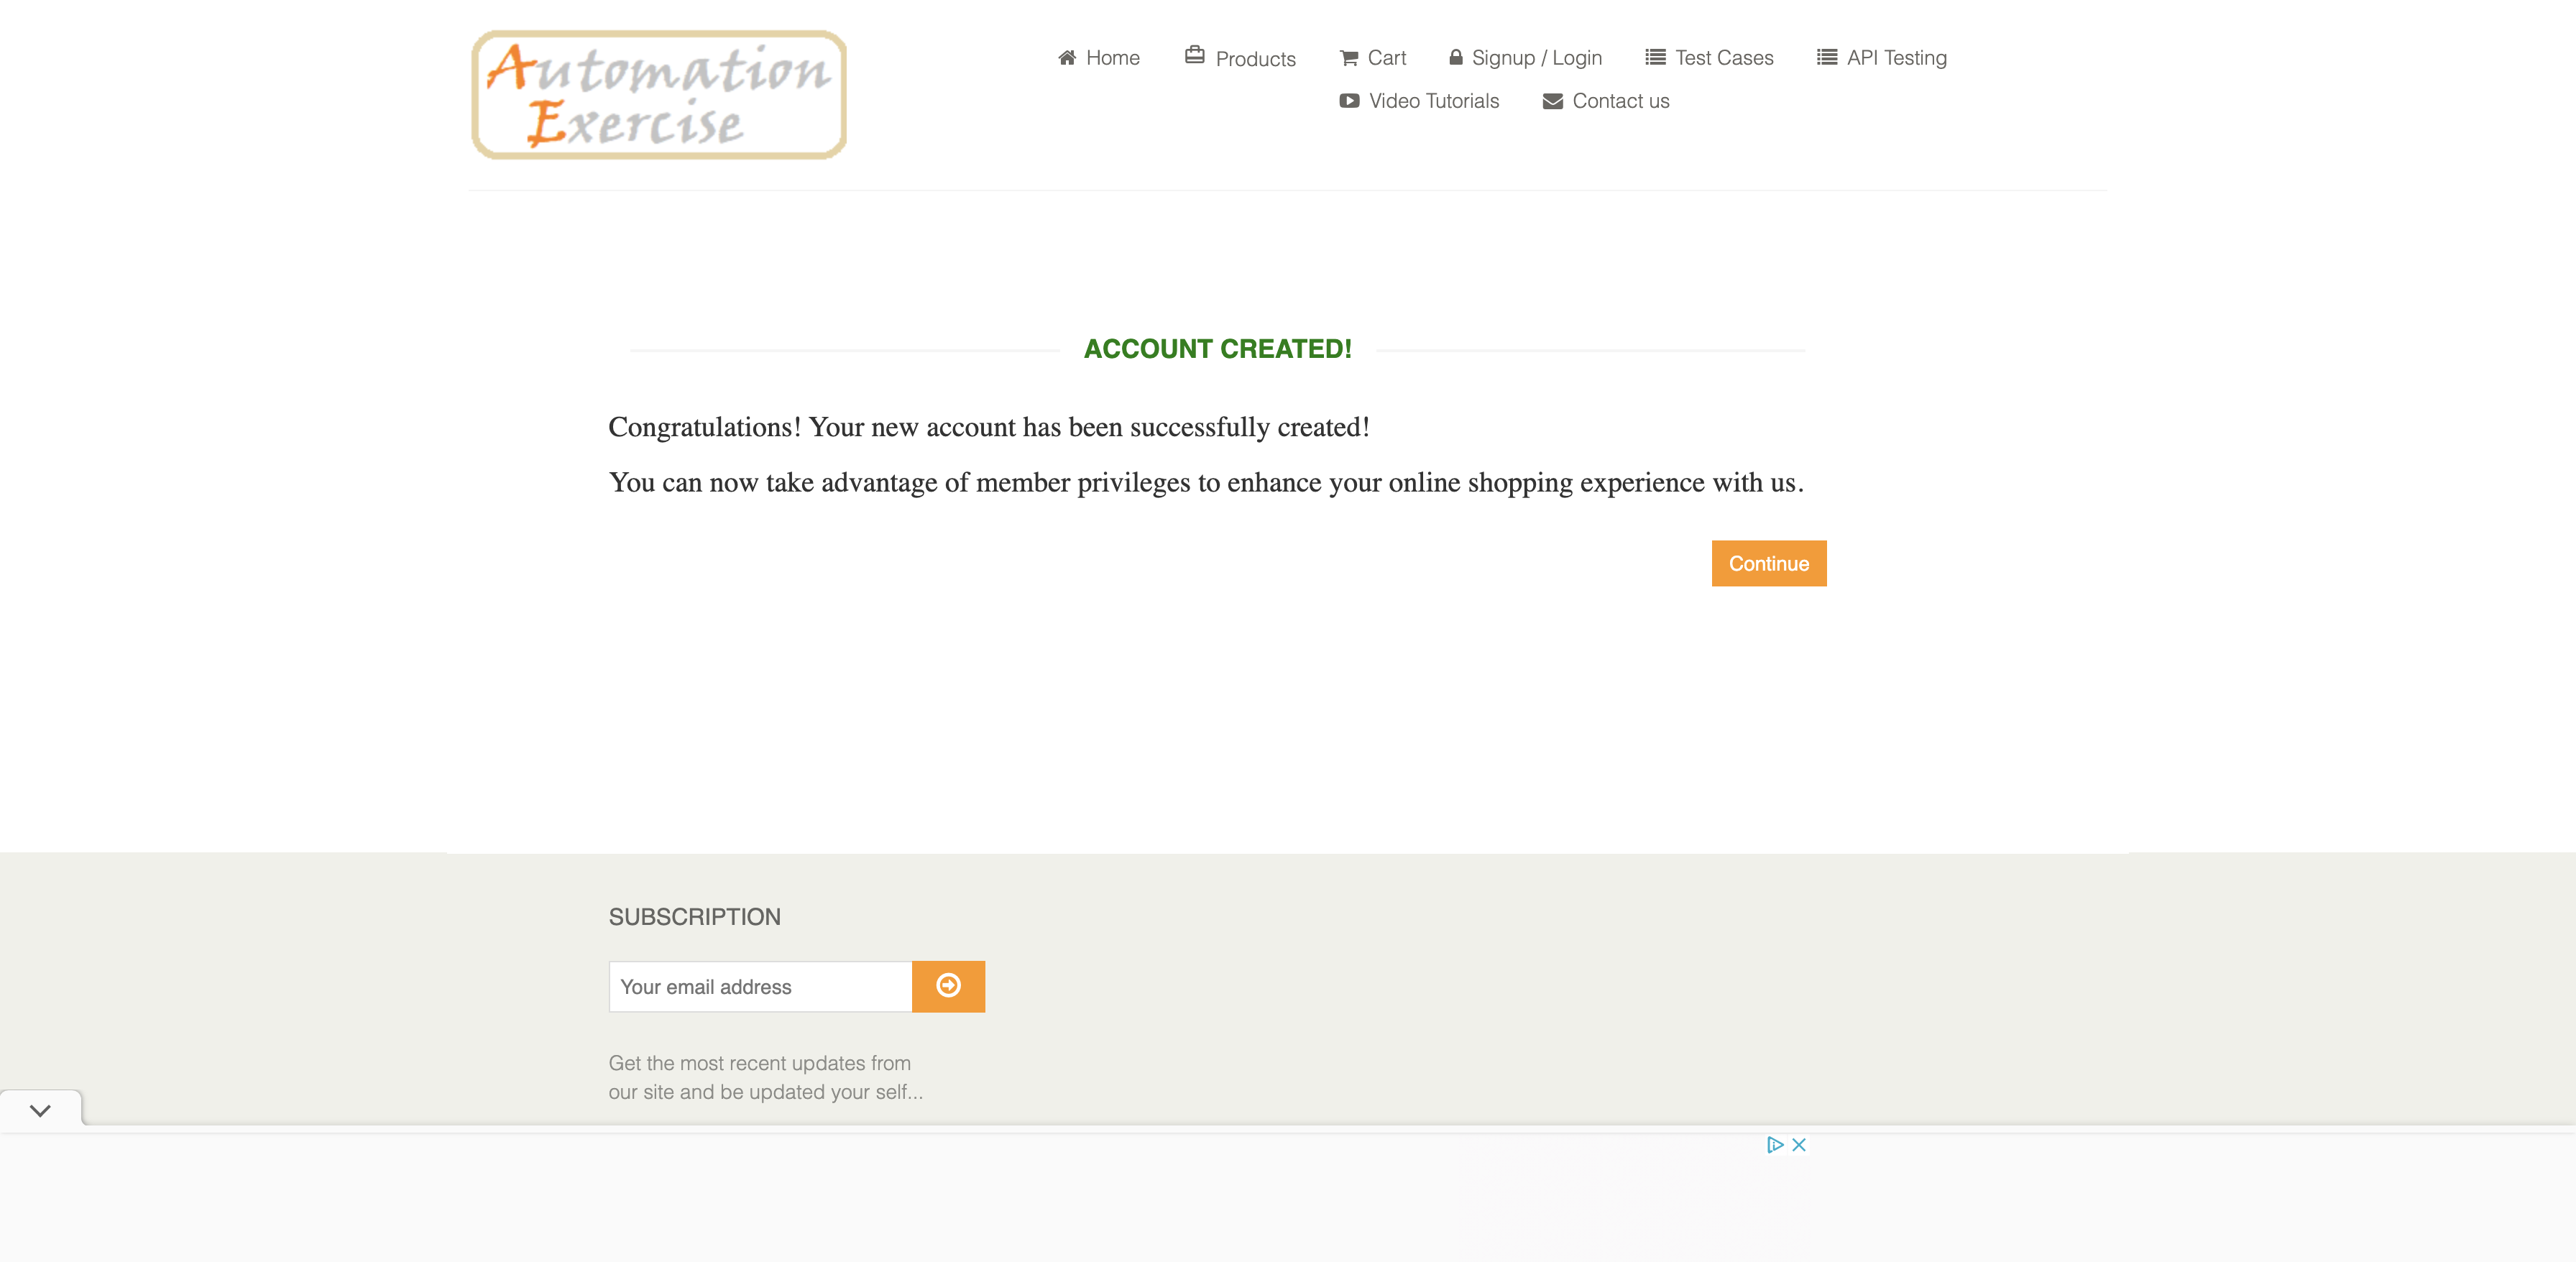 Automation
Exercise
Home Products Cart Signup / Login Test Cases API Testing
Video Tutorials Contact us
ACCOUNT CREATED!
Congratulations! Your new account has been successfully created!
You can now take advantage of member privileges to enhance your online shopping experience with us.
Continue
SUBSCRIPTION
Your email address
Get the most recent updates from
our site and be updated your self...